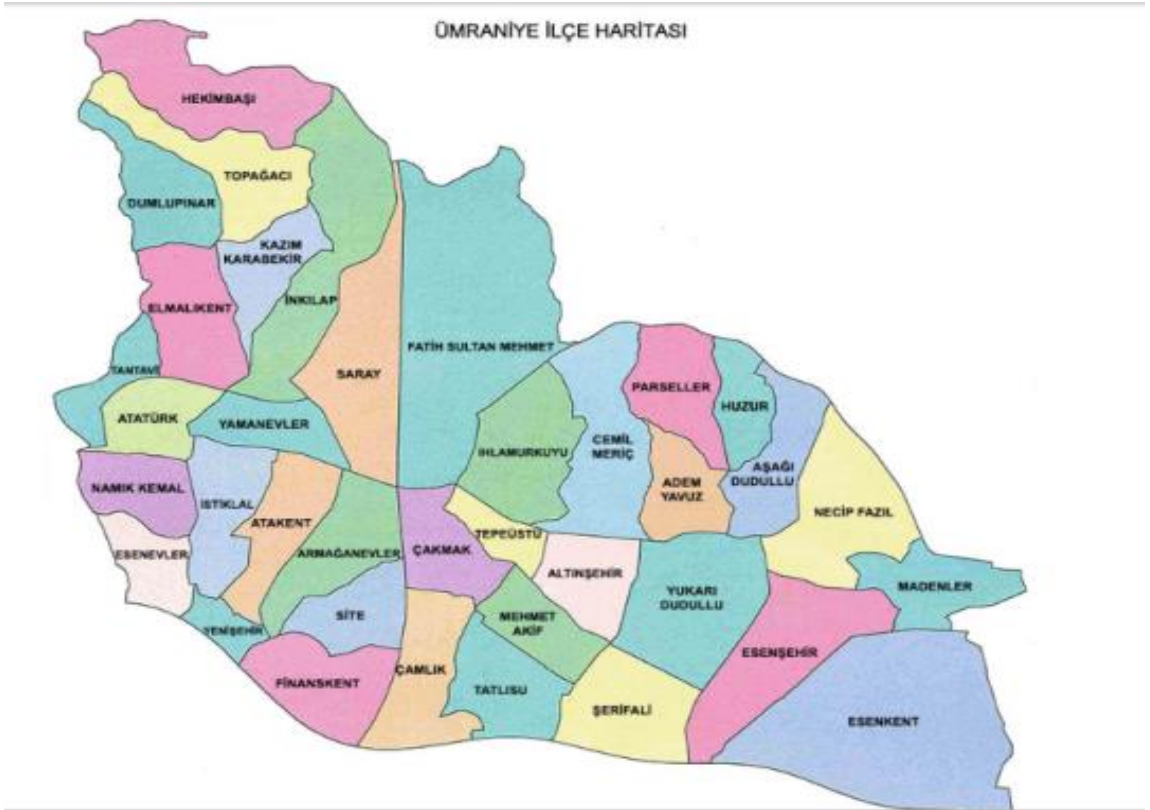 ÜMRANİYE İLÇE HARİTASI
HEKİMBAŞI
TOPAĞACI
DUMLUPINAR
KAZIM
KARABEKİR
İNKILAP
ELMALIKENT
FATİH SULTAN MEHMET
TANTAVİ
SARAY
PARSELLER
HUZUR
ATATÜRK
YAMANEVLER
IHLAMURKUYU
CEMİL
MERİÇ
ADEM
YAVUZ
AŞAĞI
DUDULLU
NAMIK KEMAL
İSTİKLAL
ATAKENT
NECİP FAZIL
ESENEVLER
ARMAĞANEVLER
ÇAKMAK
TEPEÜSTÜ
ALTINŞEHİR
YUKARI
DUDULLU
MADENLER
YENİŞEHİR
SİTE
MEHMET
AKİF
ESENŞEHİR
FİNANSKENT
ÇAMLIK
TATLISU
ŞERİFALİ
ESENKENT